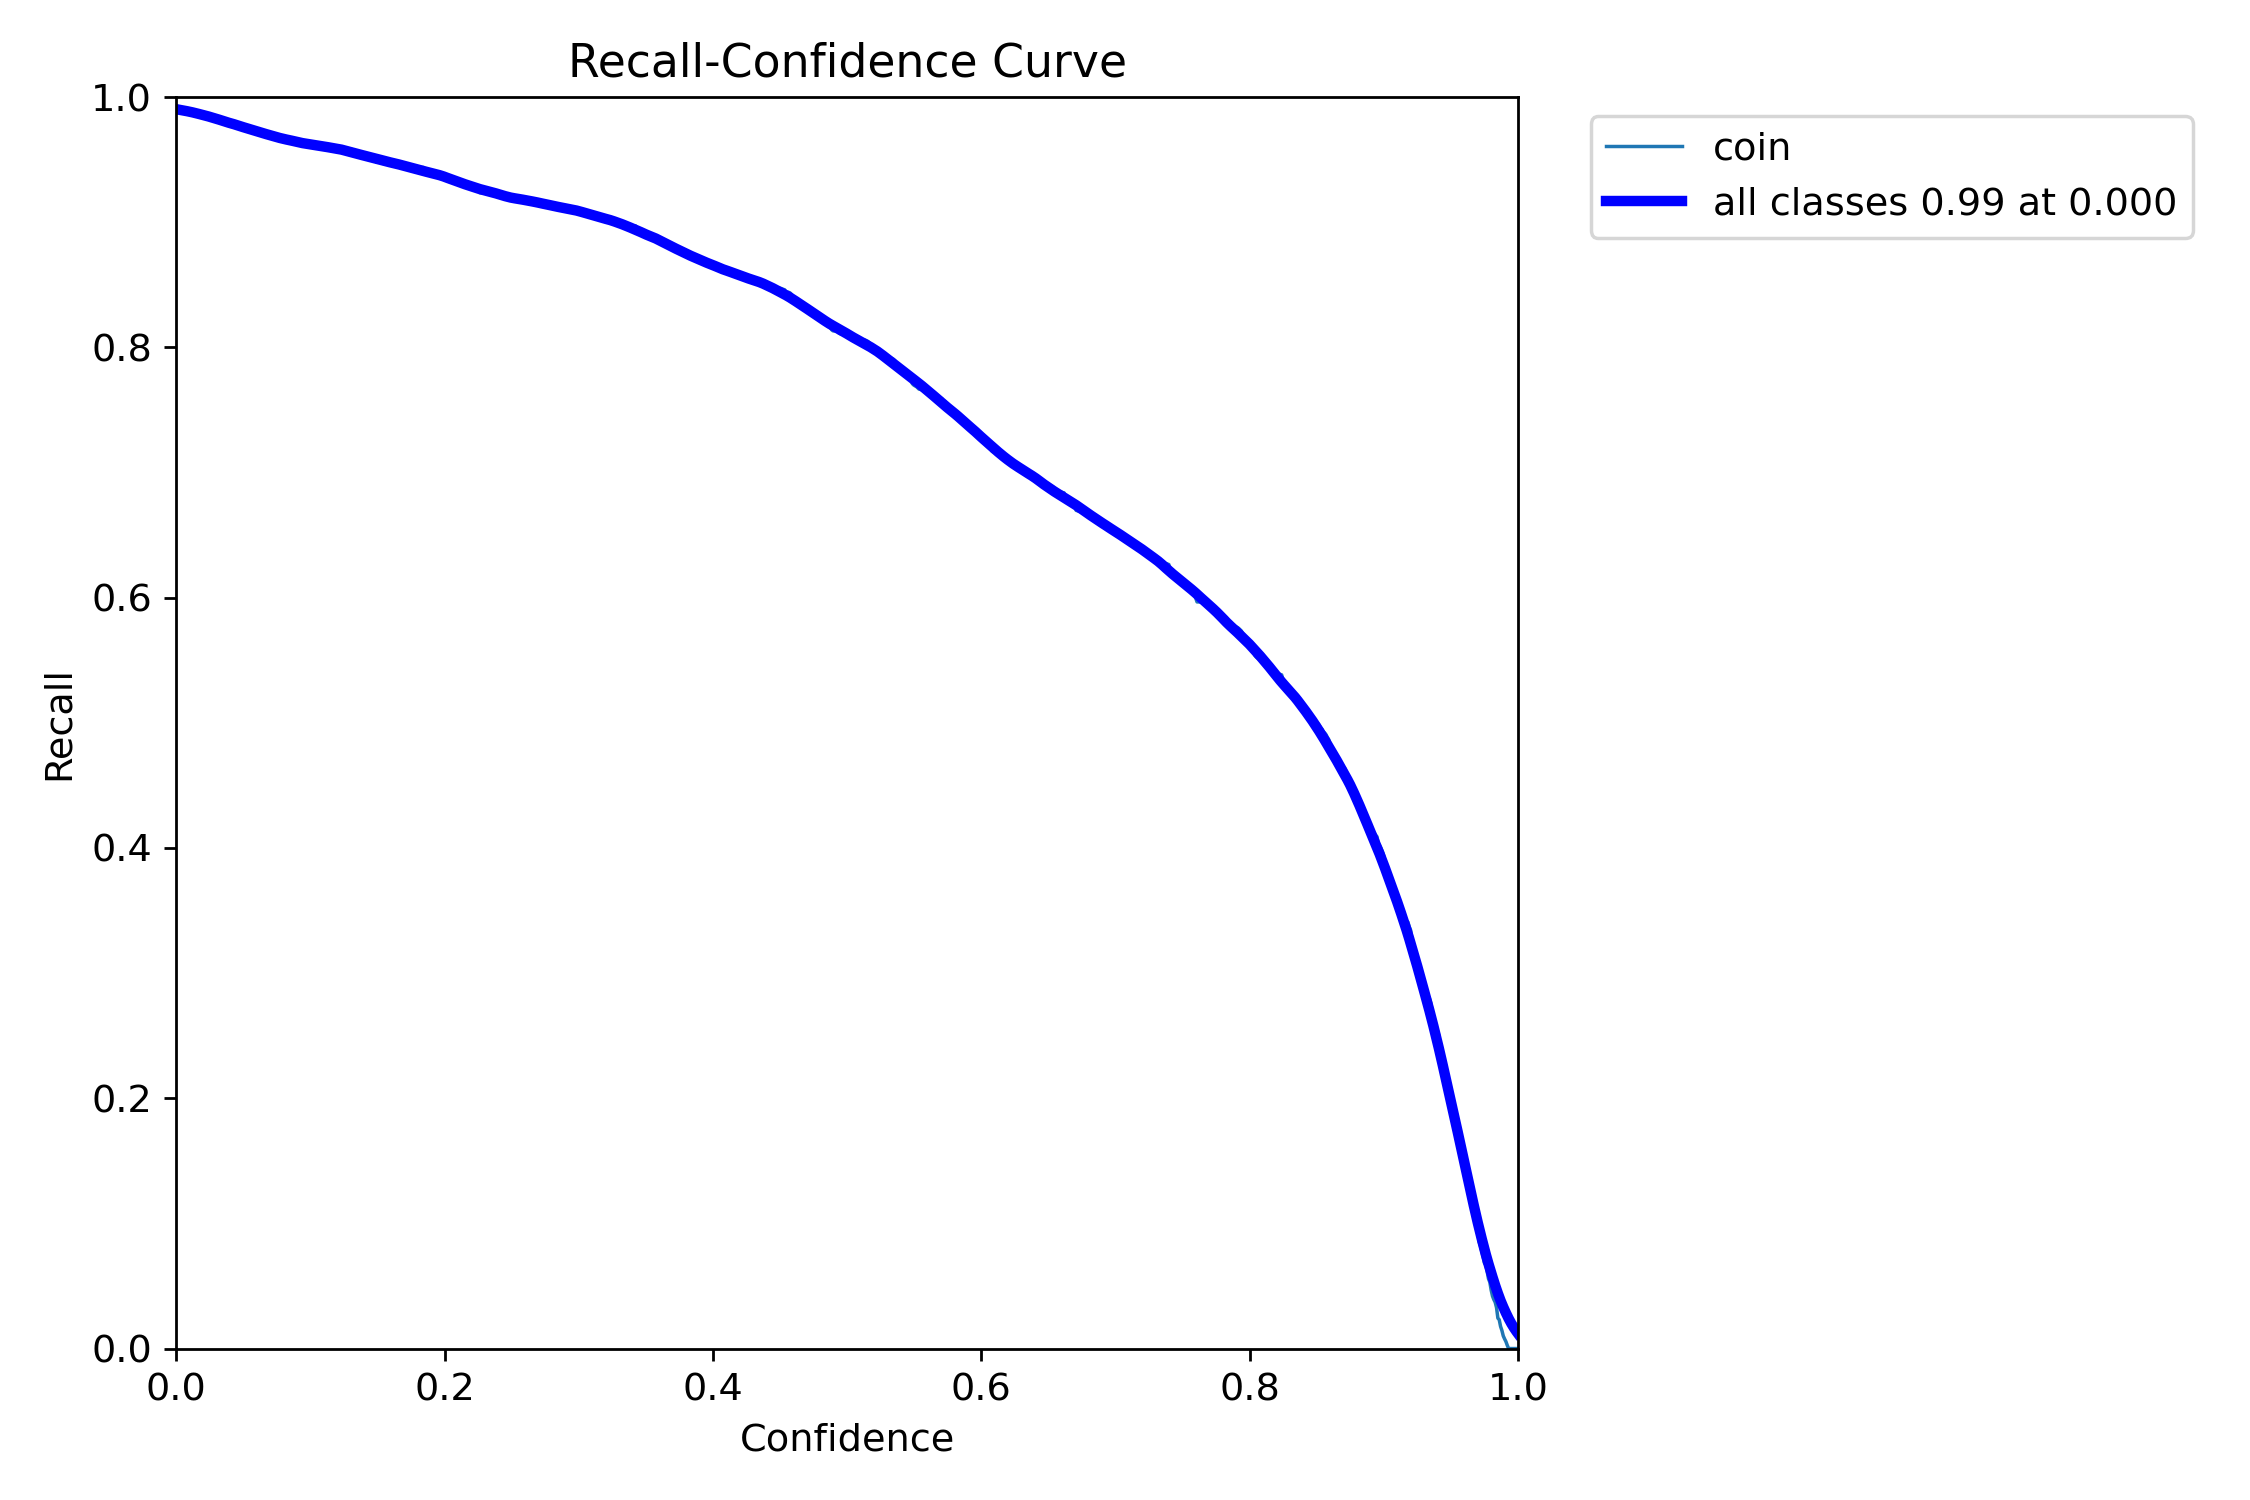 Recall-Confidence Curve
coin
all classes 0.99 at 0.000
1.0
0.8
0.6
0.4
0.2
0.0
Recall
0.0 0.2 0.4 0.6 0.8 1.0
Confidence